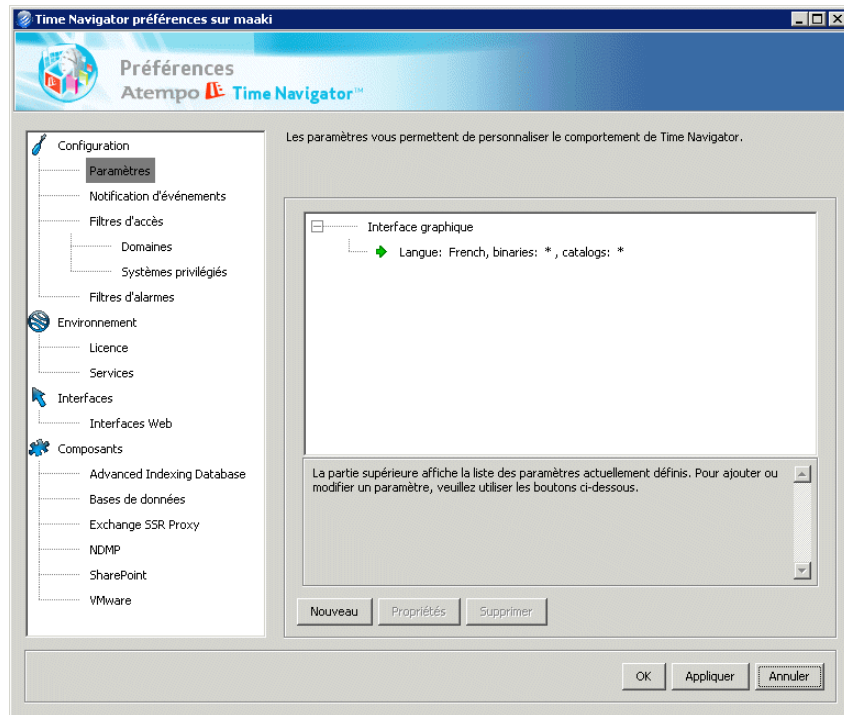 Time Navigator préférences sur maaki
Préférences
Atempo Time Navigator™
Les paramètres vous permettent de personnaliser le comportement de Time Navigator.
Configuration
Paramètres
Notification d'événements
Filtres d'accès
Domaines
Systèmes privilégiés
Filtres d'alarmes
Environnement
Licence
Services
Interfaces
Interfaces Web
Composants
Advanced Indexing Database
Bases de données
Exchange SSR Proxy
NDMP
SharePoint
VMware
Interface graphique
Langue: French, binaries: * , catalogs: *
La partie supérieure affiche la liste des paramètres actuellement définis. Pour ajouter ou
modifier un paramètre, veuillez utiliser les boutons ci-dessous.
Nouveau Propriétés Supprimer
OK Appliquer Annuler